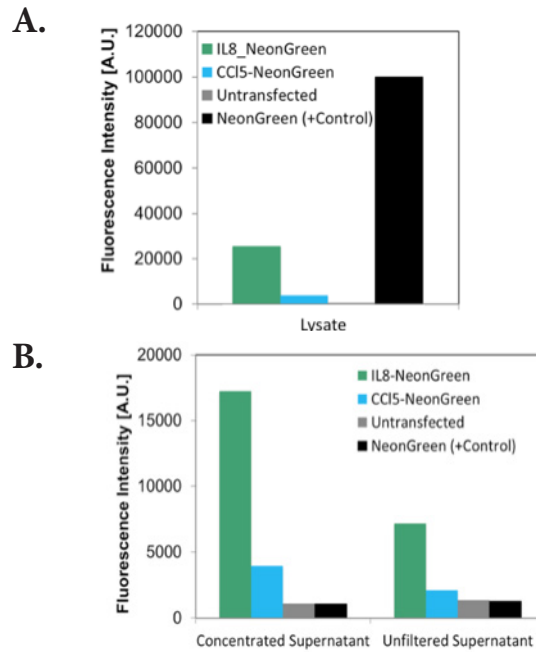 A.
Fluorescence Intensity [A.U.]
120000
100000
80000
60000
40000
20000
0
IL8_NeonGreen
CCl5-NeonGreen
Untransfected
NeonGreen (+Control)
Lysate
B.
Fluorescence Intensity [A.U.]
20000
15000
10000
5000
0
IL8-NeonGreen
CCl5-NeonGreen
Untransfected
NeonGreen (+Control)
Concentrated Supernatant Unfiltered Supernatant